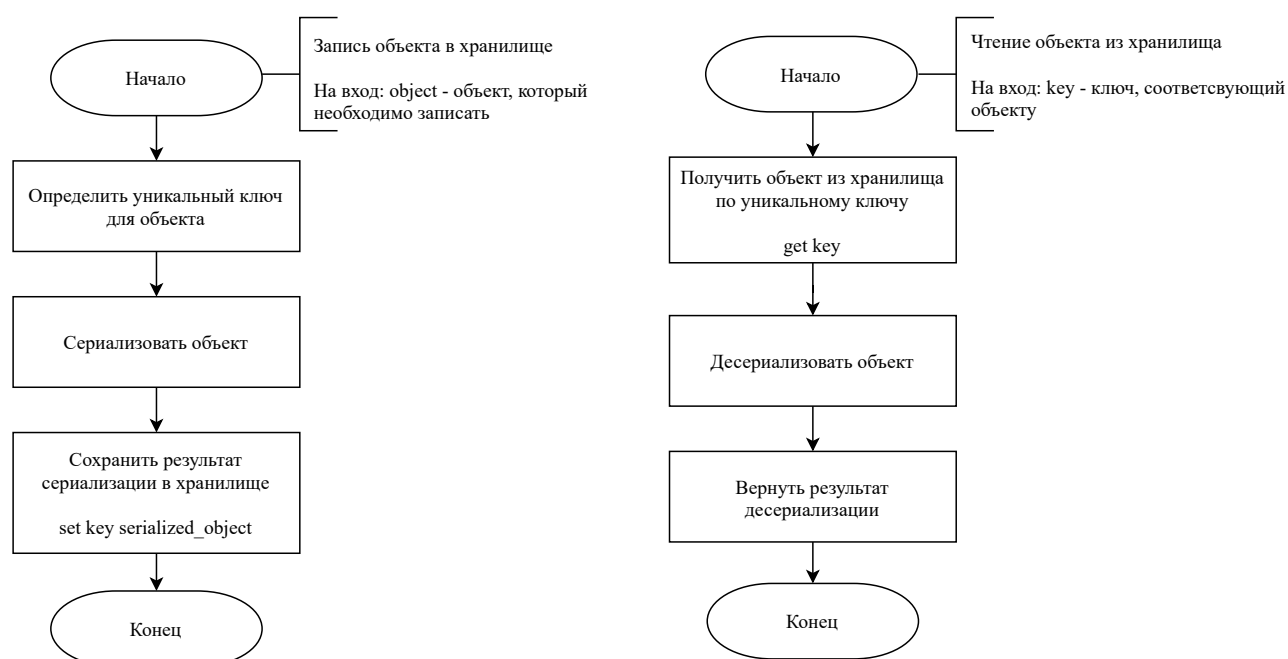 Начало
Запись объекта в хранилище
На вход: object - объект, который
необходимо записать
Определить уникальный ключ
для объекта
Сериализовать объект
Сохранить результат
сериализации в хранилище
set key serialized_object
Конец
Начало
Чтение объекта из хранилища
На вход: key - ключ, соответсвующий
объекту
Получить объект из хранилища
по уникальному ключу
get key
Десериализовать объект
Вернуть результат
десериализации
Конец